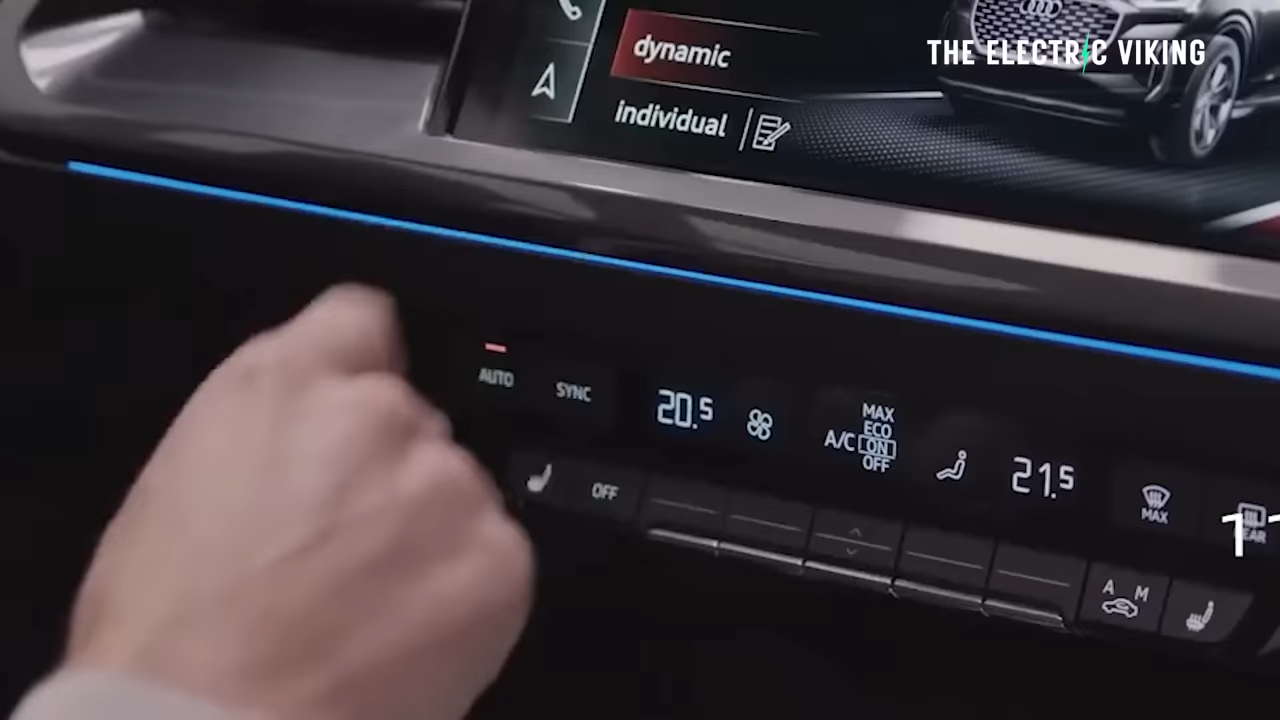 THE ELECTRIC VIKING
dynamic
individual
AUTO
SYNC
20.5
A/C
MAX
ECO
ON
OFF
21.5
MAX
OFF
A M